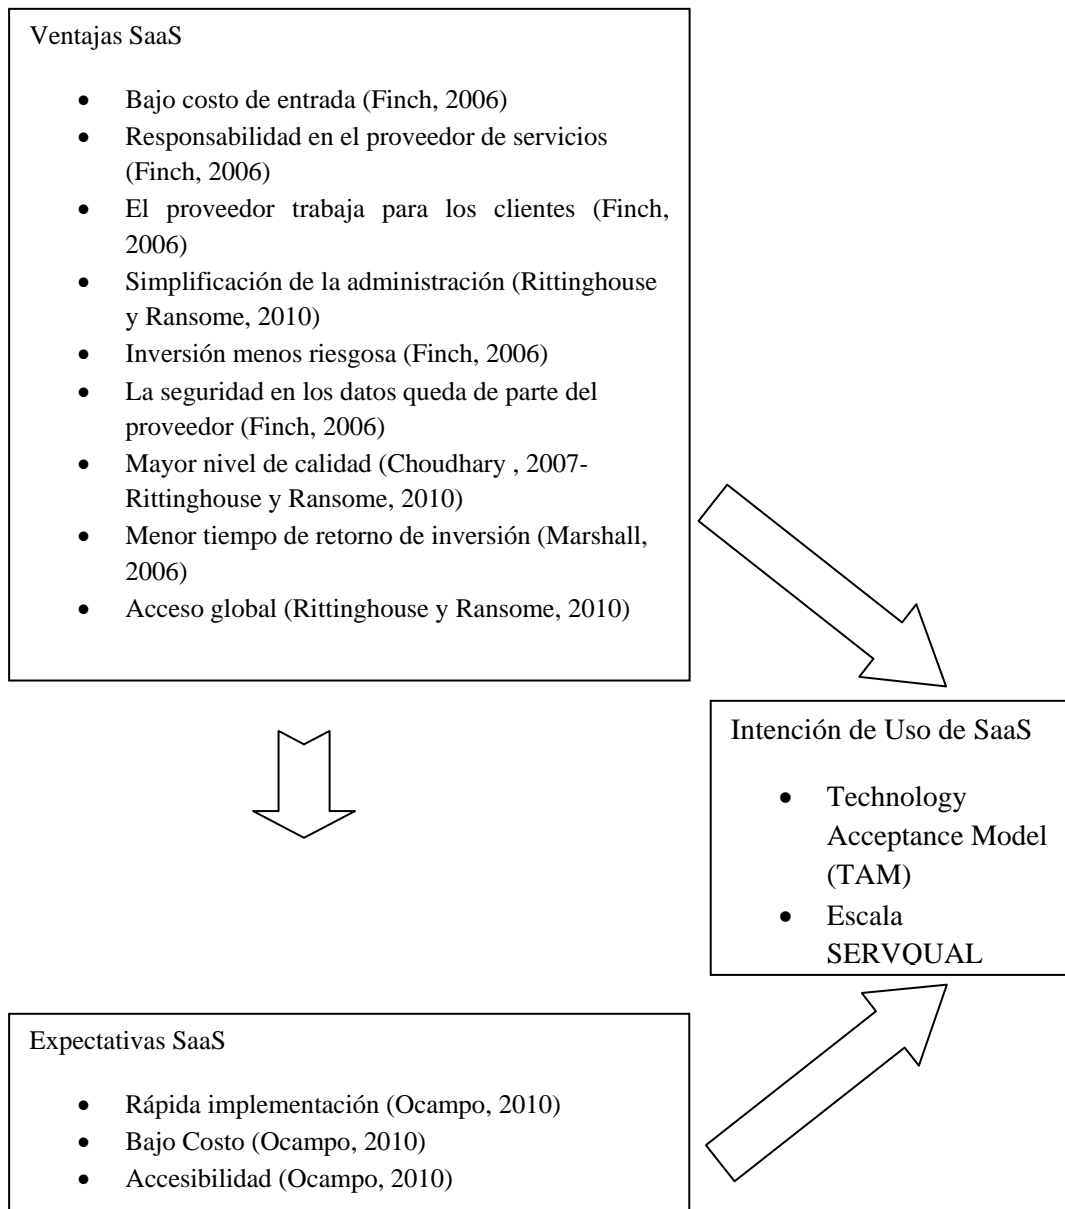 Ventajas SaaS
• Bajo costo de entrada (Finch, 2006)
• Responsabilidad en el proveedor de servicios
(Finch, 2006)
• El proveedor trabaja para los clientes (Finch,
2006)
• Simplificación de la administración (Rittinghouse
y Ransome, 2010)
• Inversión menos riesgosa (Finch, 2006)
• La seguridad en los datos queda de parte del
proveedor (Finch, 2006)
• Mayor nivel de calidad (Choudhary , 2007-
Rittinghouse y Ransome, 2010)
• Menor tiempo de retorno de inversión (Marshall,
2006)
• Acceso global (Rittinghouse y Ransome, 2010)
Intención de Uso de SaaS
• Technology
Acceptance Model
(TAM)
• Escala
SERVQUAL
Expectativas SaaS
• Rápida implementación (Ocampo, 2010)
• Bajo Costo (Ocampo, 2010)
• Accesibilidad (Ocampo, 2010)